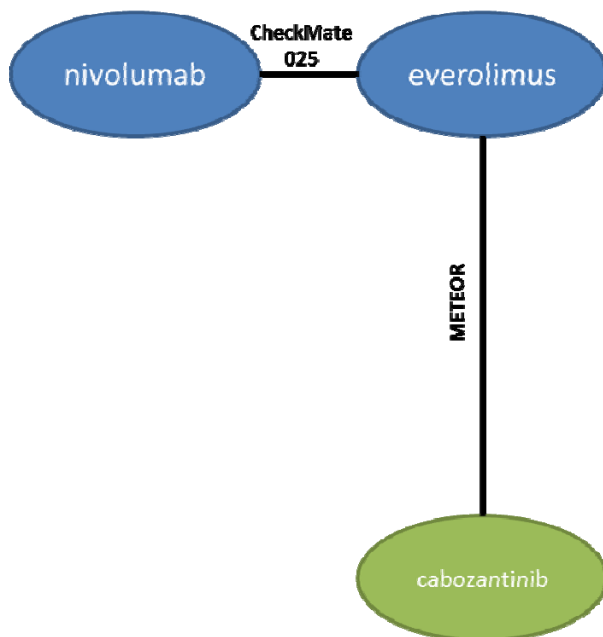 CheckMate
025
nivolumab
everolimus
METEOR
cabozantinib